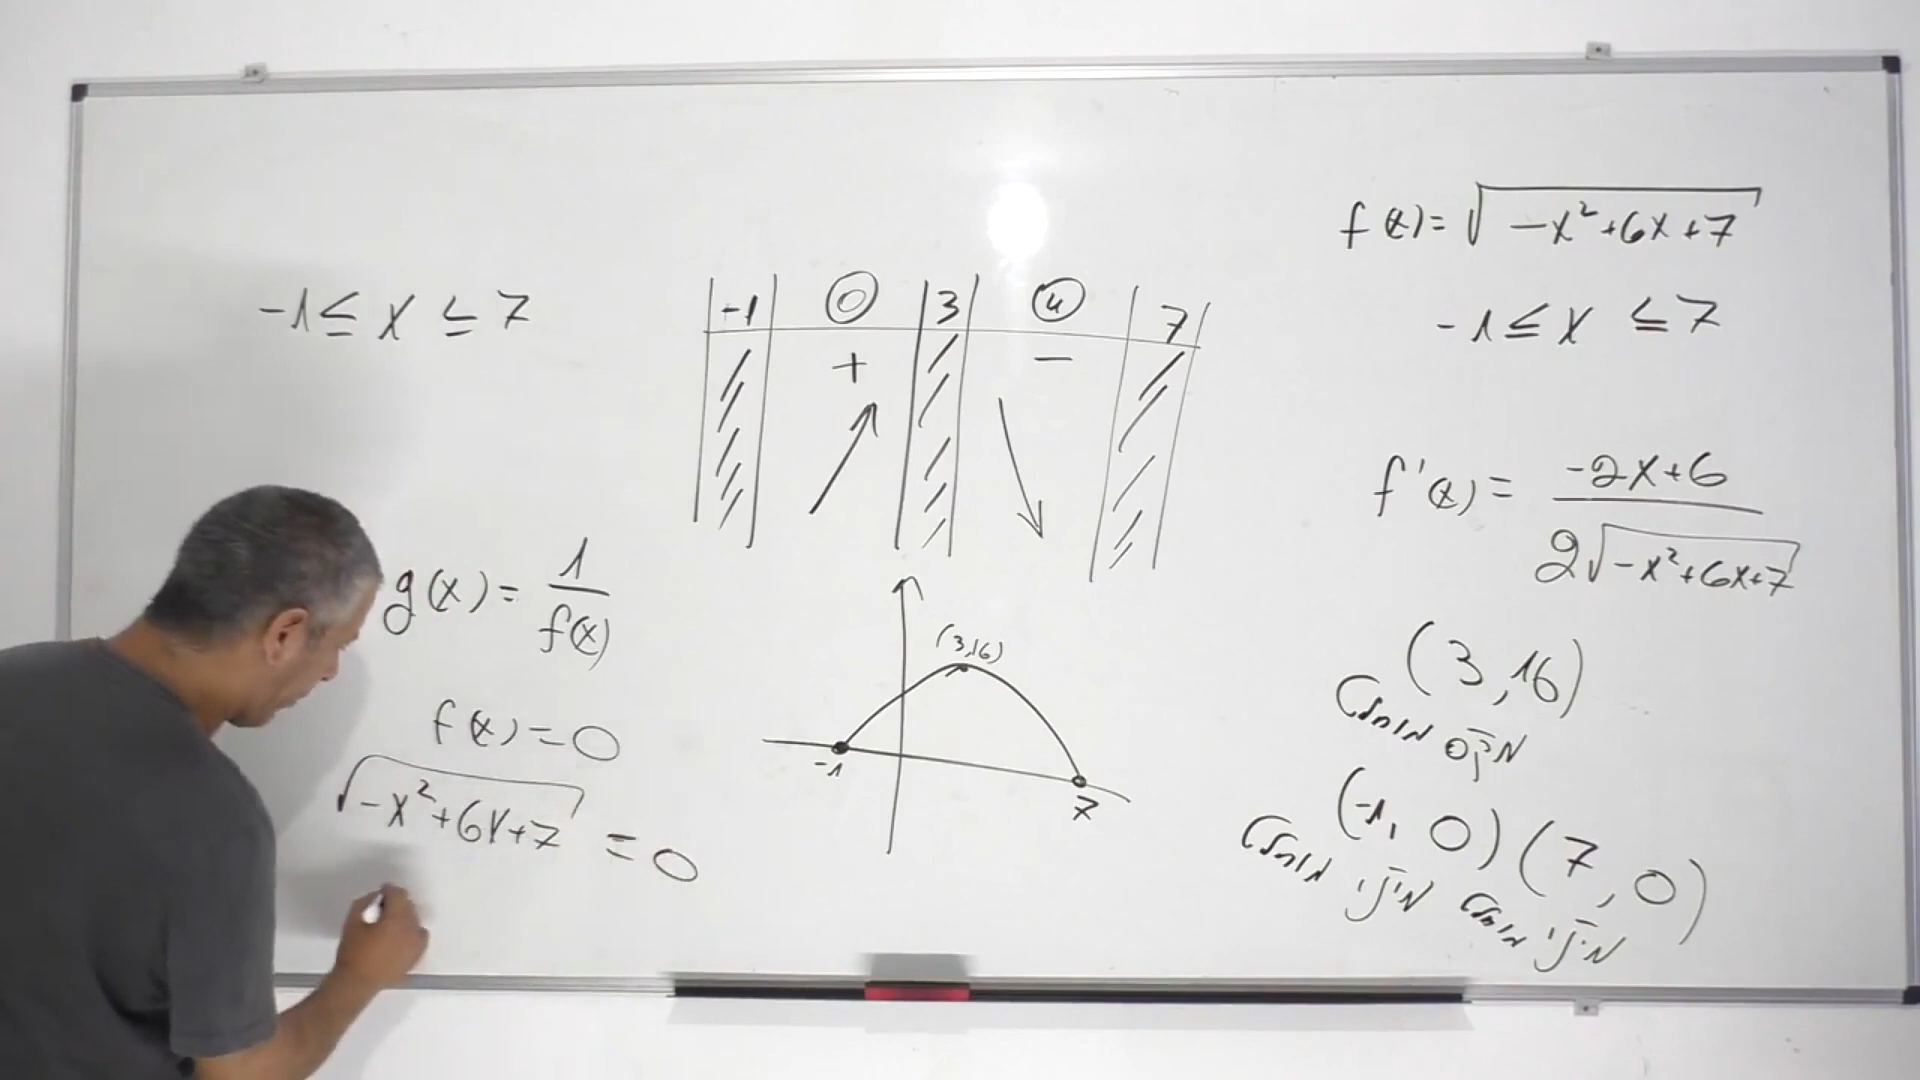 f(x) = √(-x²+6x+7)
-1 ≤ x ≤ 7
f'(x) = (-2x+6) / (2√(-x²+6x+7))
(3,16)
מקס מוחלט
(-1, 0) (7, 0)
מיני מוחלט מיני מוחלט
-1 0 3 4 7
+ −
(3,16)
-1 7
-1 ≤ x ≤ 7
g(x) = 1 / f(x)
f(x) = 0
√(-x²+6x+7) = 0